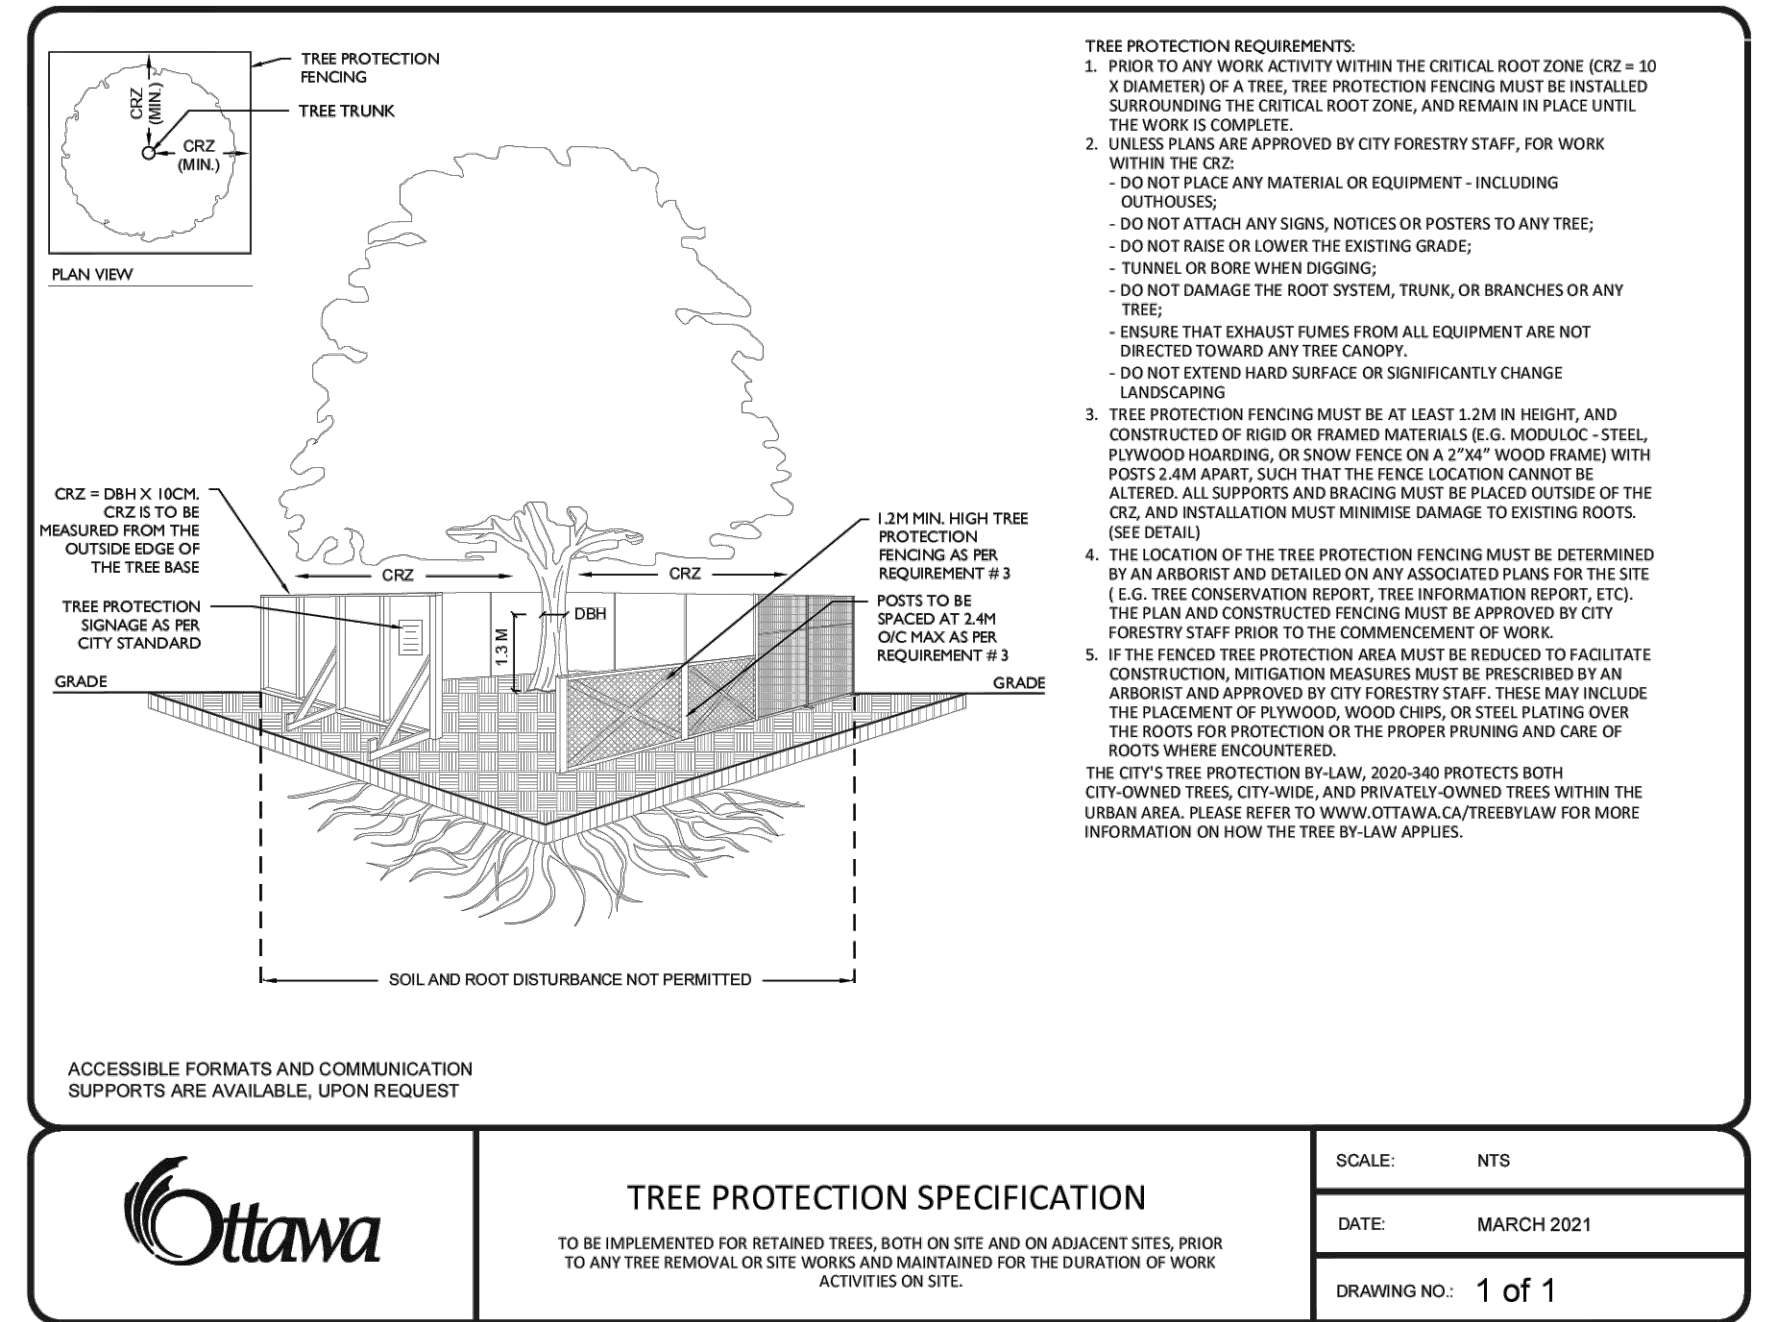 TREE PROTECTION
FENCING
TREE TRUNK
CRZ
(MIN.)
CRZ
(MIN.)
PLAN VIEW
CRZ = DBH X 10CM.
CRZ IS TO BE
MEASURED FROM THE
OUTSIDE EDGE OF
THE TREE BASE
TREE PROTECTION
SIGNAGE AS PER
CITY STANDARD
GRADE
CRZ
CRZ
DBH
1.3 M
1.2M MIN. HIGH TREE
PROTECTION
FENCING AS PER
REQUIREMENT # 3
POSTS TO BE
SPACED AT 2.4M
O/C MAX AS PER
REQUIREMENT # 3
GRADE
SOIL AND ROOT DISTURBANCE NOT PERMITTED
ACCESSIBLE FORMATS AND COMMUNICATION
SUPPORTS ARE AVAILABLE, UPON REQUEST
TREE PROTECTION REQUIREMENTS:
1. PRIOR TO ANY WORK ACTIVITY WITHIN THE CRITICAL ROOT ZONE (CRZ = 10
X DIAMETER) OF A TREE, TREE PROTECTION FENCING MUST BE INSTALLED
SURROUNDING THE CRITICAL ROOT ZONE, AND REMAIN IN PLACE UNTIL
THE WORK IS COMPLETE.
2. UNLESS PLANS ARE APPROVED BY CITY FORESTRY STAFF, FOR WORK
WITHIN THE CRZ:
- DO NOT PLACE ANY MATERIAL OR EQUIPMENT - INCLUDING
OUTHOUSES;
- DO NOT ATTACH ANY SIGNS, NOTICES OR POSTERS TO ANY TREE;
- DO NOT RAISE OR LOWER THE EXISTING GRADE;
- TUNNEL OR BORE WHEN DIGGING;
- DO NOT DAMAGE THE ROOT SYSTEM, TRUNK, OR BRANCHES OR ANY
TREE;
- ENSURE THAT EXHAUST FUMES FROM ALL EQUIPMENT ARE NOT
DIRECTED TOWARD ANY TREE CANOPY.
- DO NOT EXTEND HARD SURFACE OR SIGNIFICANTLY CHANGE
LANDSCAPING
3. TREE PROTECTION FENCING MUST BE AT LEAST 1.2M IN HEIGHT, AND
CONSTRUCTED OF RIGID OR FRAMED MATERIALS (E.G. MODULOC - STEEL,
PLYWOOD HOARDING, OR SNOW FENCE ON A 2”X4” WOOD FRAME) WITH
POSTS 2.4M APART, SUCH THAT THE FENCE LOCATION CANNOT BE
ALTERED. ALL SUPPORTS AND BRACING MUST BE PLACED OUTSIDE OF THE
CRZ, AND INSTALLATION MUST MINIMISE DAMAGE TO EXISTING ROOTS.
(SEE DETAIL)
4. THE LOCATION OF THE TREE PROTECTION FENCING MUST BE DETERMINED
BY AN ARBORIST AND DETAILED ON ANY ASSOCIATED PLANS FOR THE SITE
( E.G. TREE CONSERVATION REPORT, TREE INFORMATION REPORT, ETC).
THE PLAN AND CONSTRUCTED FENCING MUST BE APPROVED BY CITY
FORESTRY STAFF PRIOR TO THE COMMENCEMENT OF WORK.
5. IF THE FENCED TREE PROTECTION AREA MUST BE REDUCED TO FACILITATE
CONSTRUCTION, MITIGATION MEASURES MUST BE PRESCRIBED BY AN
ARBORIST AND APPROVED BY CITY FORESTRY STAFF. THESE MAY INCLUDE
THE PLACEMENT OF PLYWOOD, WOOD CHIPS, OR STEEL PLATING OVER
THE ROOTS FOR PROTECTION OR THE PROPER PRUNING AND CARE OF
ROOTS WHERE ENCOUNTERED.
THE CITY'S TREE PROTECTION BY-LAW, 2020-340 PROTECTS BOTH
CITY-OWNED TREES, CITY-WIDE, AND PRIVATELY-OWNED TREES WITHIN THE
URBAN AREA. PLEASE REFER TO WWW.OTTAWA.CA/TREEBYLAW FOR MORE
INFORMATION ON HOW THE TREE BY-LAW APPLIES.
Ottawa
TREE PROTECTION SPECIFICATION
TO BE IMPLEMENTED FOR RETAINED TREES, BOTH ON SITE AND ON ADJACENT SITES, PRIOR
TO ANY TREE REMOVAL OR SITE WORKS AND MAINTAINED FOR THE DURATION OF WORK
ACTIVITIES ON SITE.
SCALE: NTS
DATE: MARCH 2021
DRAWING NO.: 1 of 1